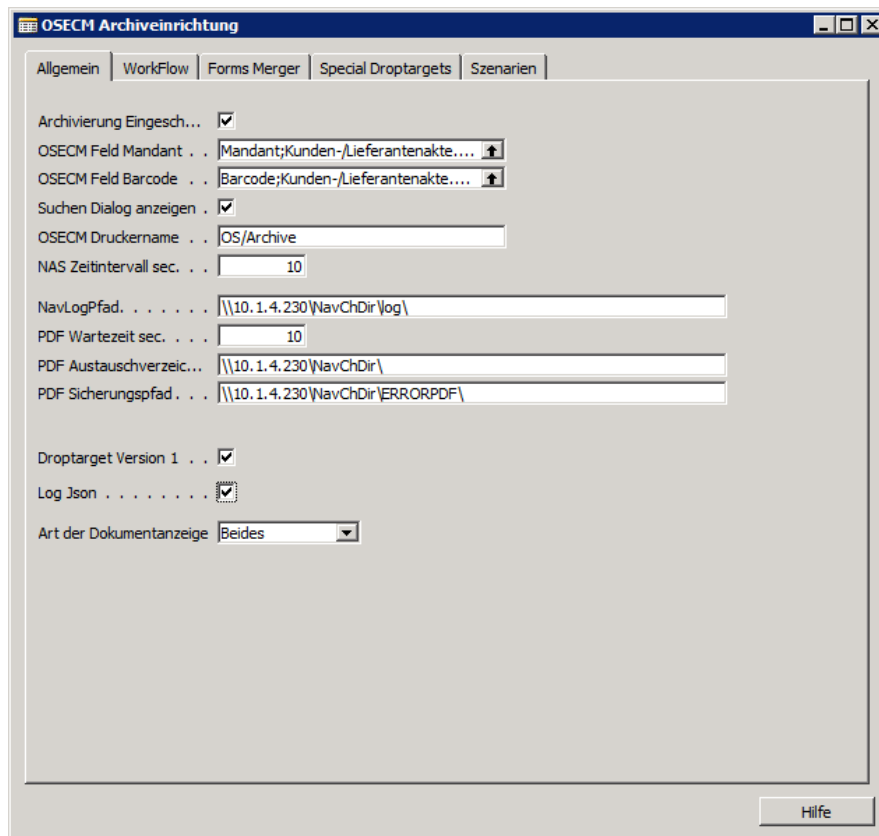 OSECM Archiveinrichtung
Allgemein WorkFlow Forms Merger Special Droptargets Szenarien
Archivierung Eingesch...
OSECM Feld Mandant . . Mandant;Kunden-/Lieferantenakte....
OSECM Feld Barcode . . Barcode;Kunden-/Lieferantenakte....
Suchen Dialog anzeigen .
OSECM Druckername . . OS/Archive
NAS Zeitintervall sec. . . 10
NavLogPfad. . . . . . . \\10.1.4.230\NavChDir\log\
PDF Wartezeit sec. . . . 10
PDF Austauschverzeic... \\10.1.4.230\NavChDir\
PDF Sicherungspfad . . . \\10.1.4.230\NavChDir\ERRORPDF\
Droptarget Version 1 . .
Log Json . . . . . . . .
Art der Dokumentanzeige Beides
Hilfe